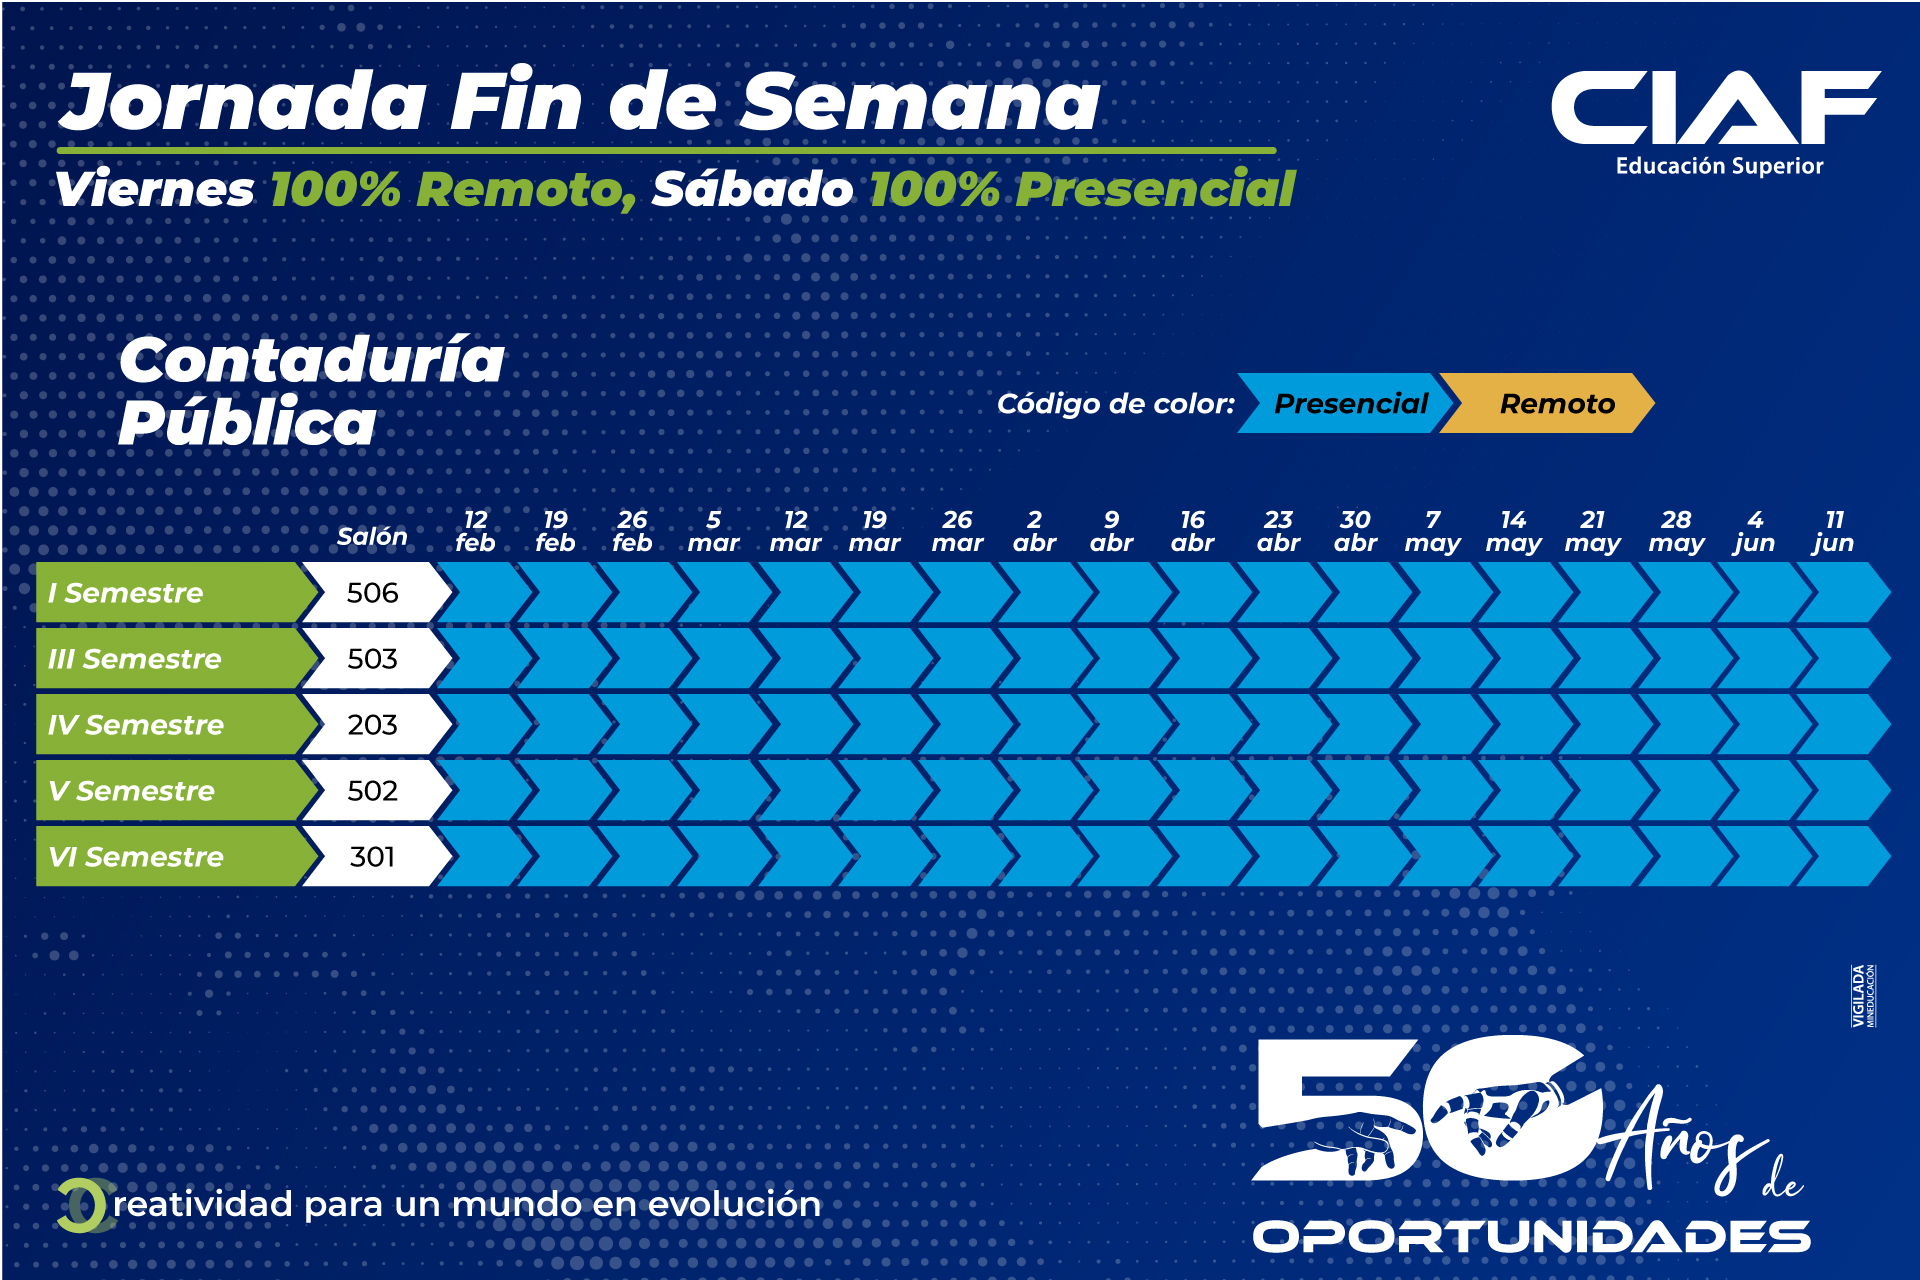 Jornada Fin de Semana
Viernes 100% Remoto, Sábado 100% Presencial
CIAF
Educación Superior
Contaduría
Pública
Código de color: Presencial Remoto
Salón 12 feb 19 feb 26 feb 5 mar 12 mar 19 mar 26 mar 2 abr 9 abr 16 abr 23 abr 30 abr 7 may 14 may 21 may 28 may 4 jun 11 jun
I Semestre 506
III Semestre 503
IV Semestre 203
V Semestre 502
VI Semestre 301
VIGILADA
MINEDUCACIÓN
50 Años de
OPORTUNIDADES
Creatividad para un mundo en evolución